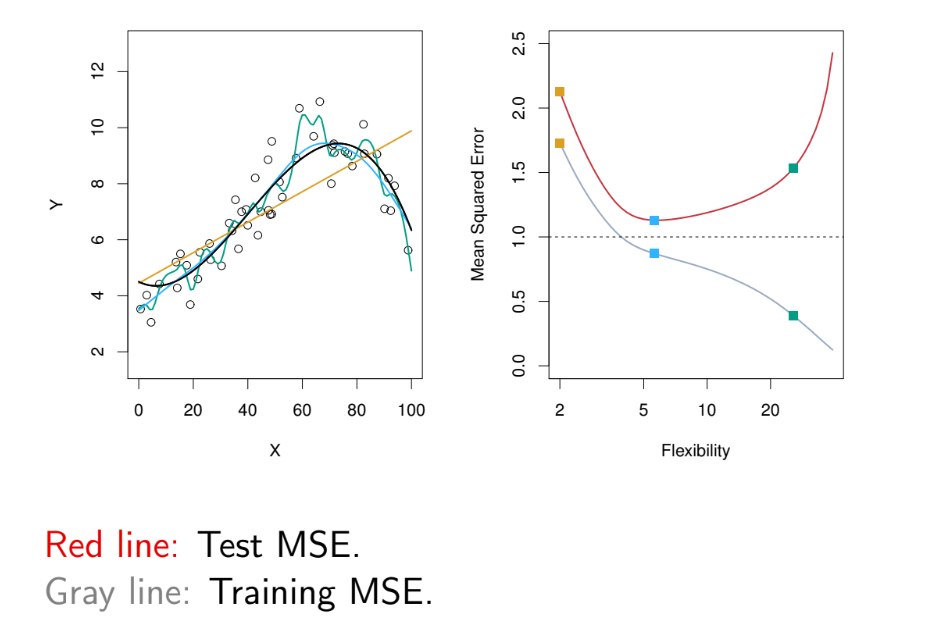 Y
12
10
8
6
4
2
0 20 40 60 80 100
X
Mean Squared Error
2.5
2.0
1.5
1.0
0.5
0.0
2 5 10 20
Flexibility
Red line: Test MSE.
Gray line: Training MSE.